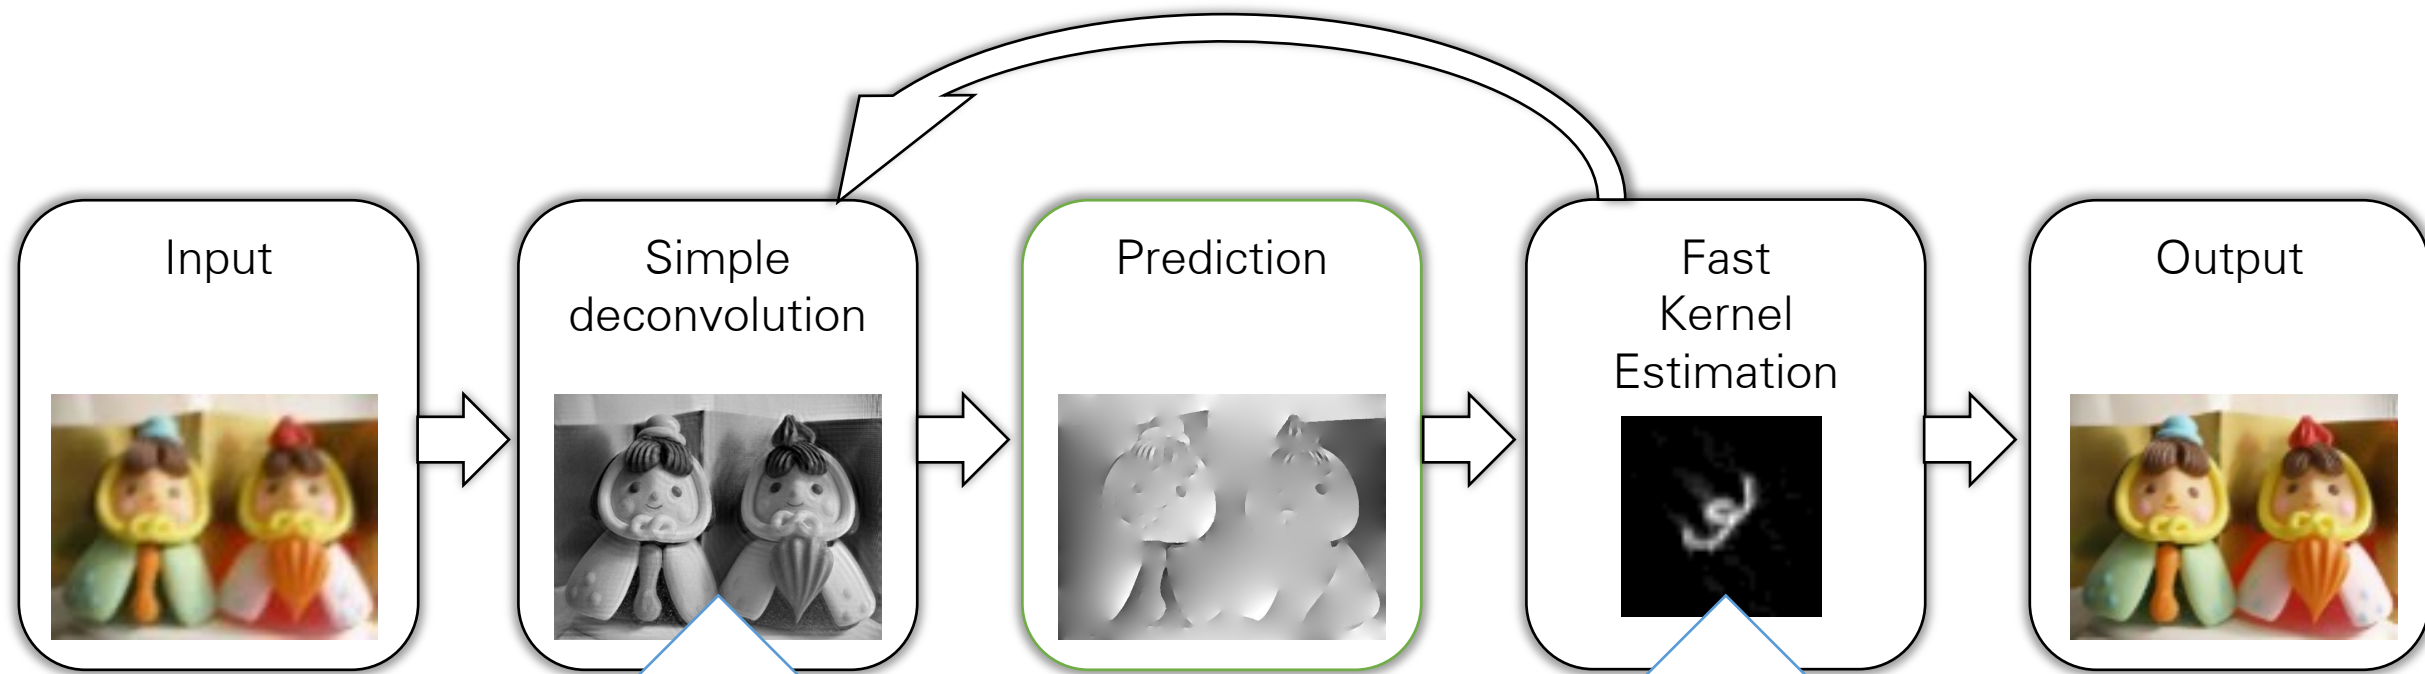 Input
Simple
deconvolution
Prediction
Fast
Kernel
Estimation
Output